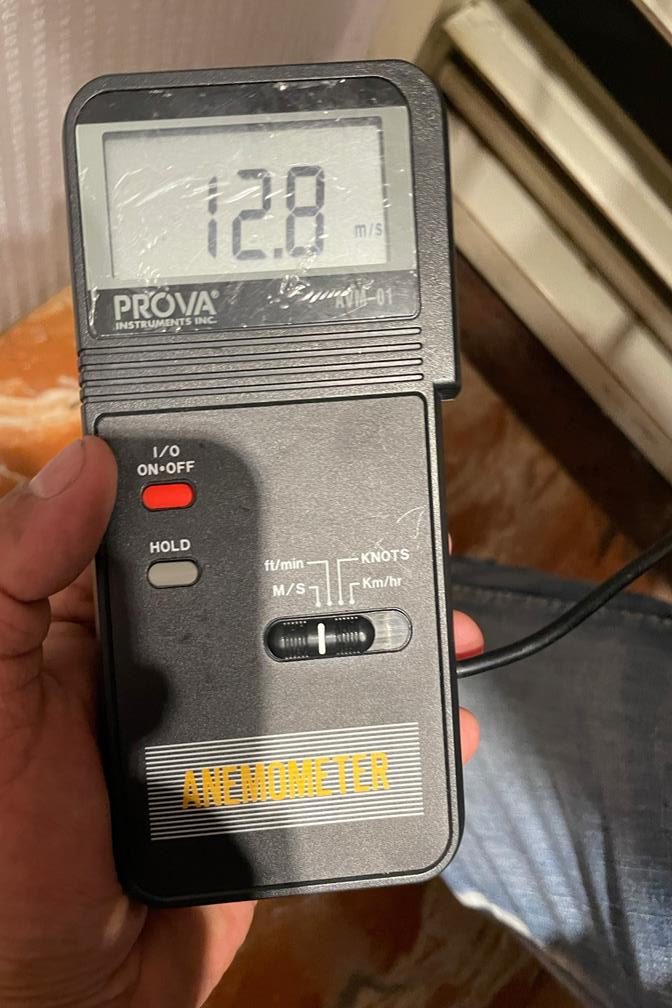 12.8
m/s
PROVA®
INSTRUMENTS INC.
AVM-01
I/O
ON•OFF
HOLD
ft/min
KNOTS
M/S
Km/hr
ANEMOMETER